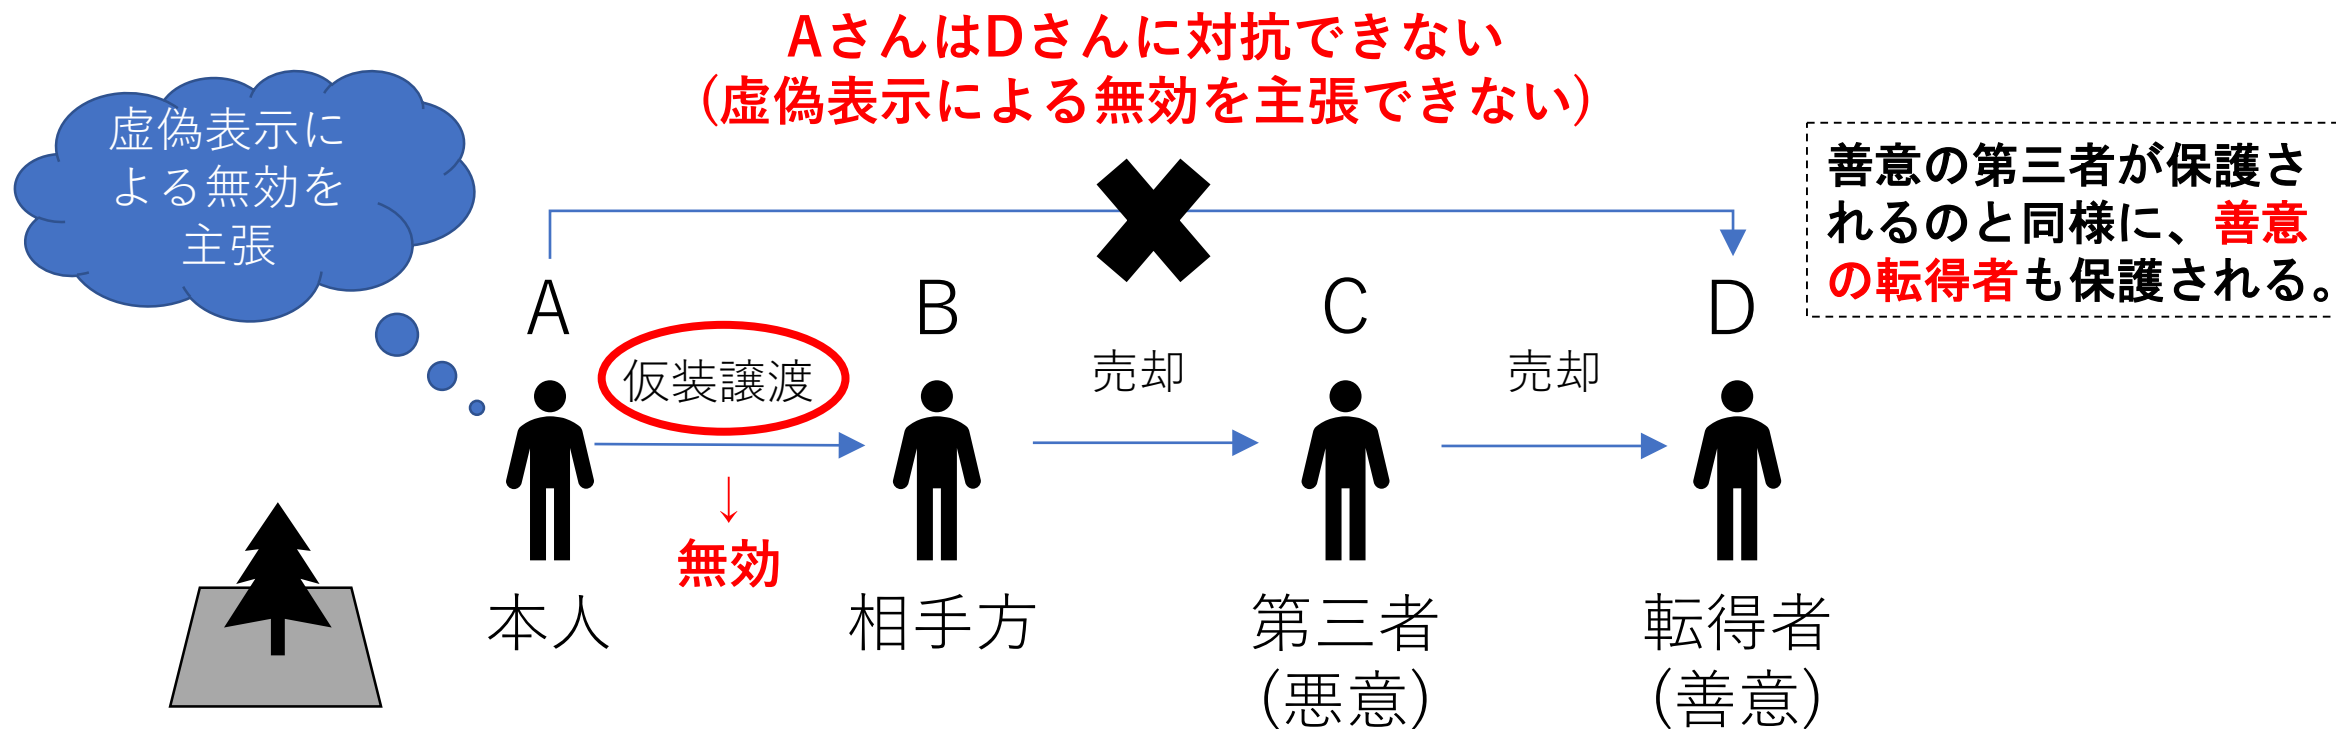 AさんはDさんに対抗できない
(虚偽表示による無効を主張できない)
虚偽表示に
よる無効を
主張
善意の第三者が保護さ
れるのと同様に、善意
の転得者も保護される。
A
B
C
D
仮装譲渡
売却
売却
↓
無効
本人
相手方
第三者
(悪意)
転得者
(善意)